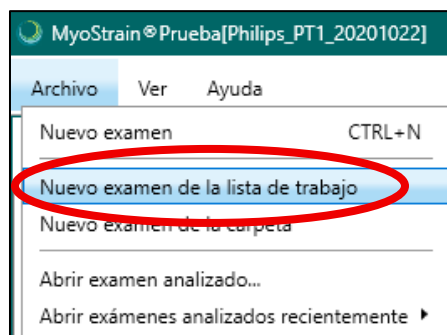 MyoStrain® Prueba[Philips_PT1_20201022]
Archivo Ver Ayuda
Nuevo examen CTRL+N
Nuevo examen de la lista de trabajo
Nuevo examen de la carpeta
Abrir examen analizado...
Abrir exámenes analizados recientemente